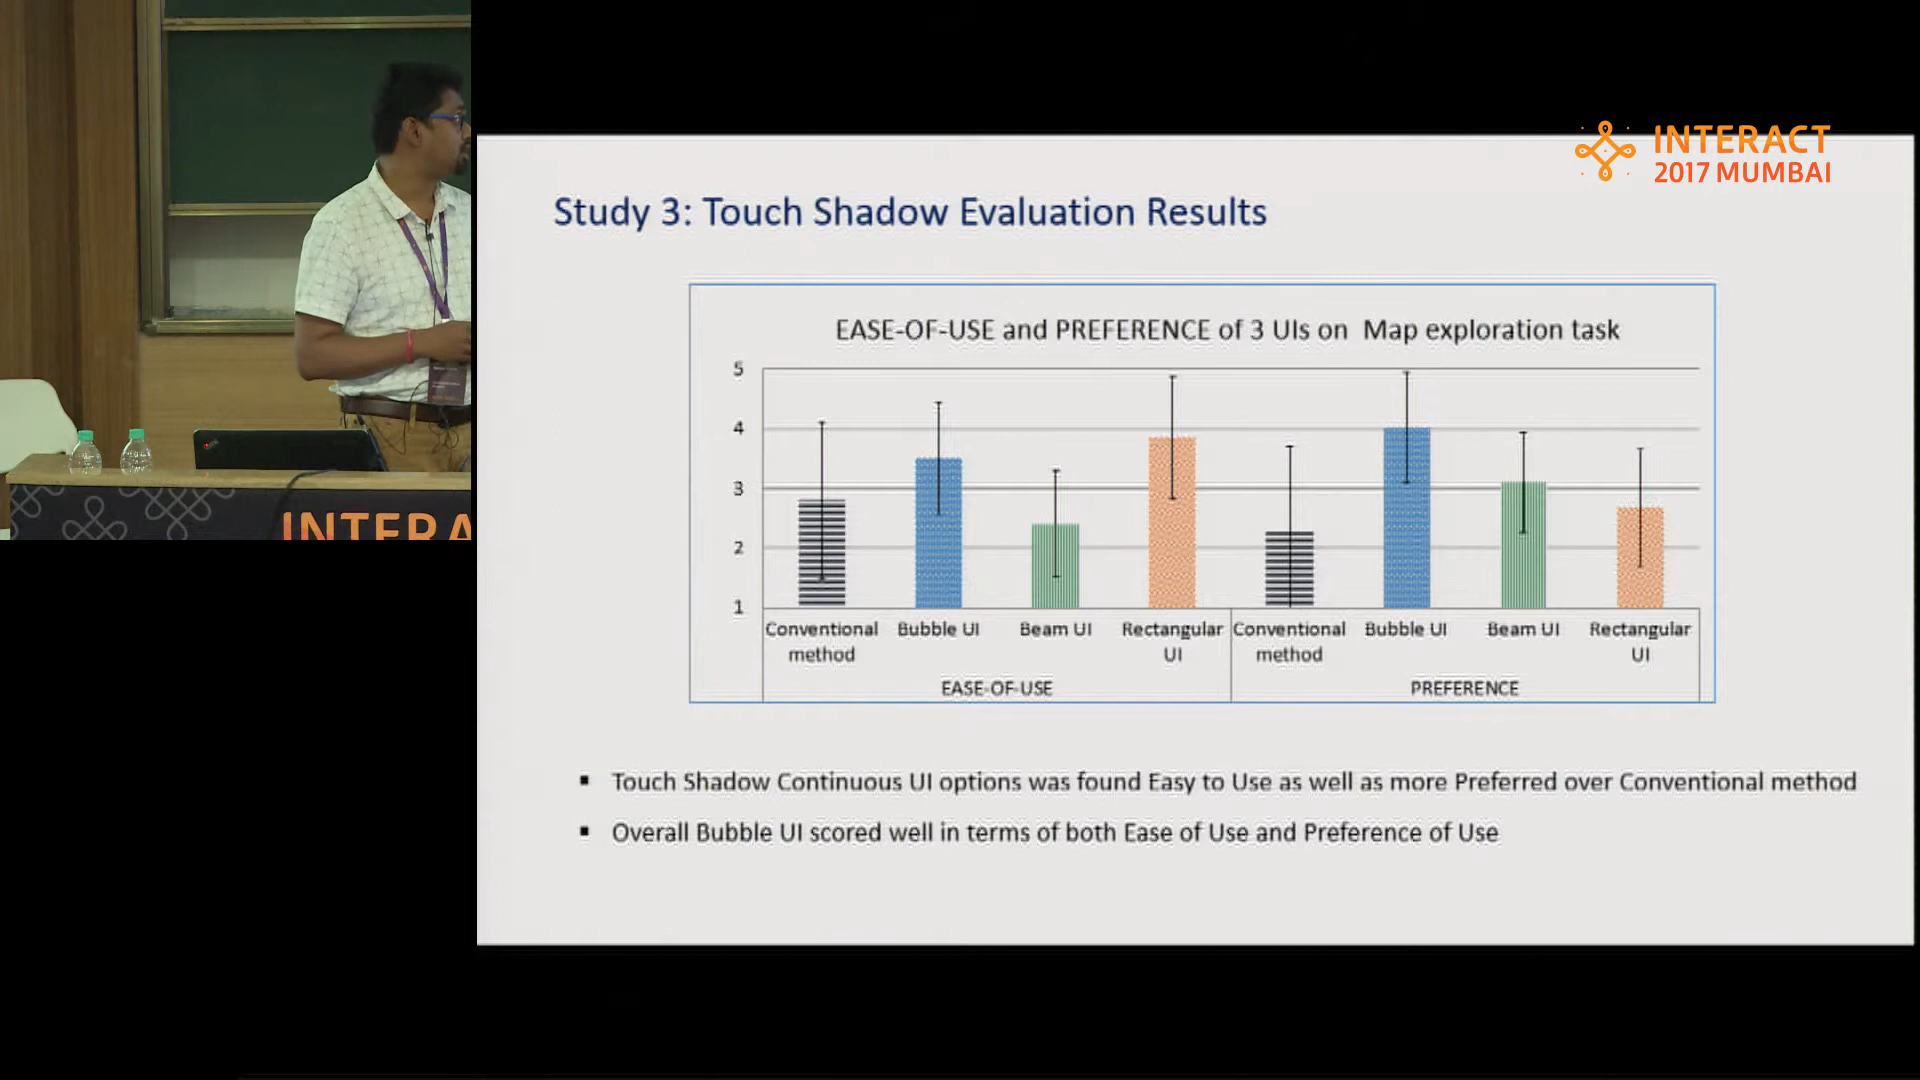 INTERACT
2017 MUMBAI
Study 3: Touch Shadow Evaluation Results
EASE-OF-USE and PREFERENCE of 3 UIs on Map exploration task
5
4
3
2
1
Conventional method
Bubble UI
Beam UI
Rectangular UI
Conventional method
Bubble UI
Beam UI
Rectangular UI
EASE-OF-USE
PREFERENCE
▪ Touch Shadow Continuous UI options was found Easy to Use as well as more Preferred over Conventional method
▪ Overall Bubble UI scored well in terms of both Ease of Use and Preference of Use
INTERA